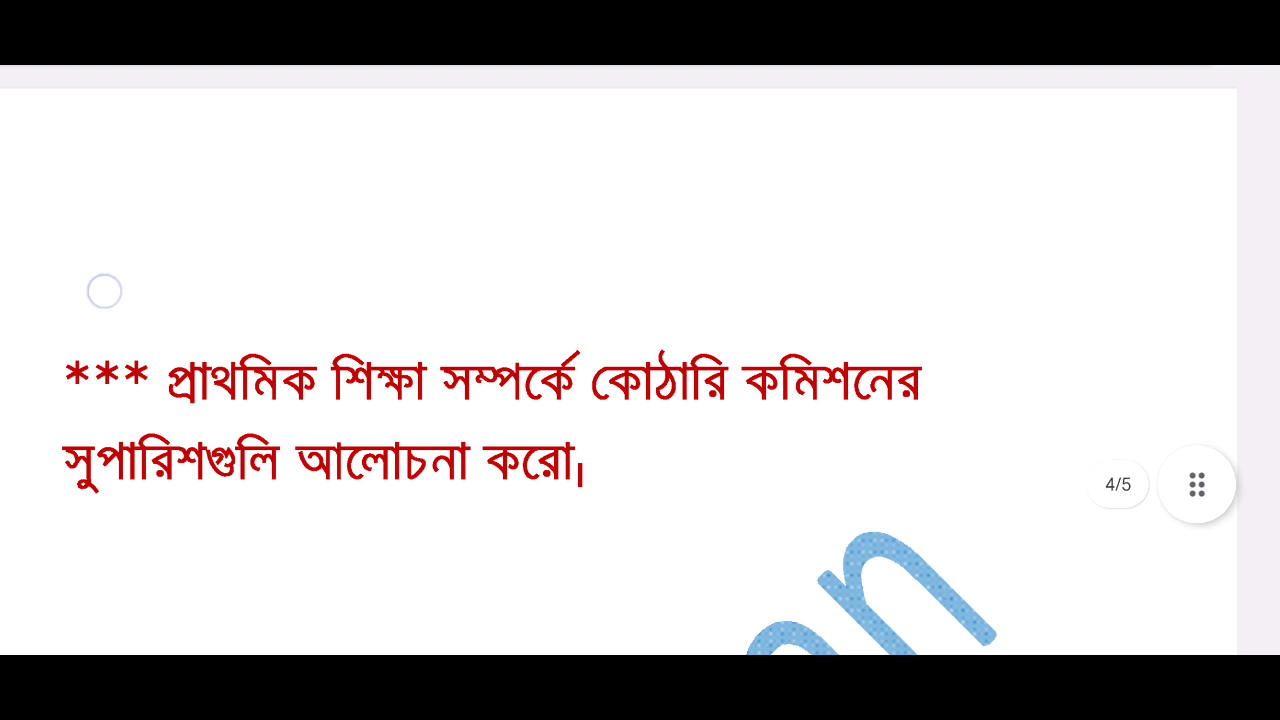 *** প্রাথমিক শিক্ষা সম্পর্কে কোঠারি কমিশনের
সুপারিশগুলি আলোচনা করো।
4/5